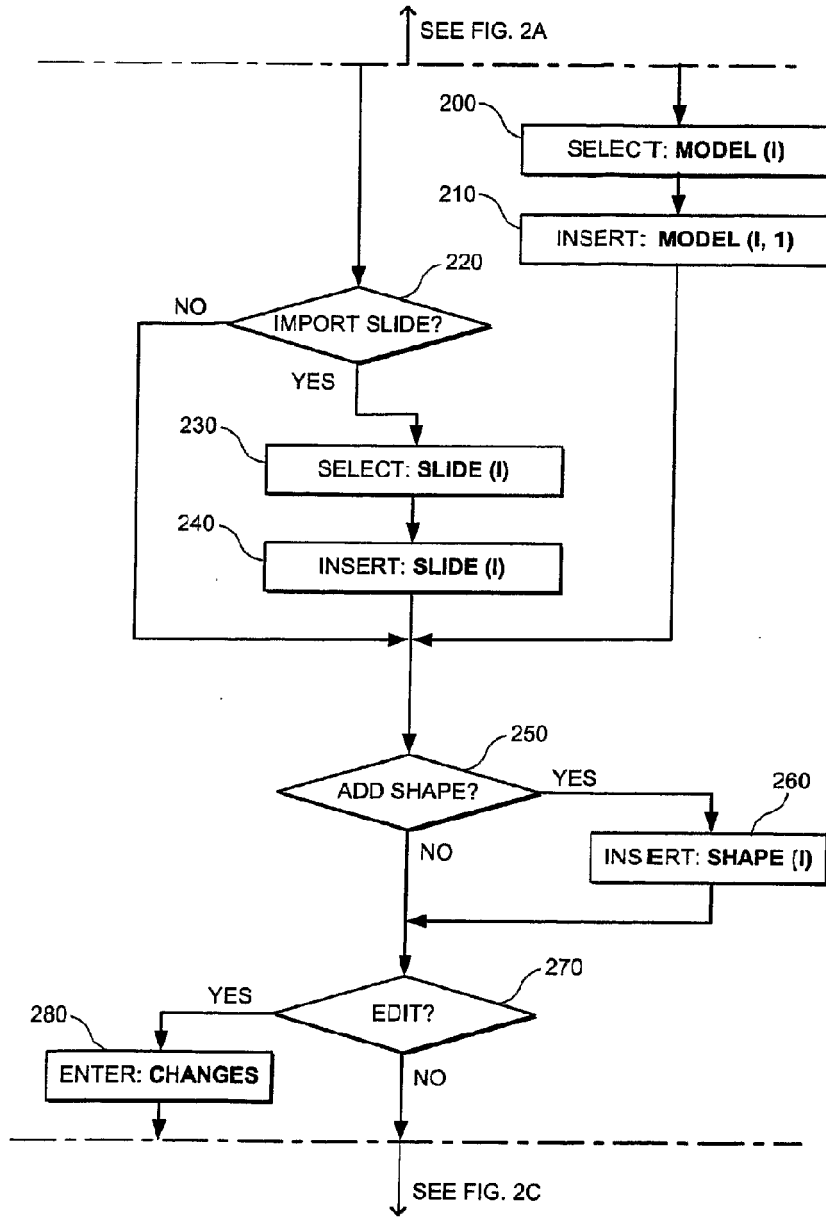 SEE FIG. 2A
200
SELECT: MODEL (I)
210
INSERT: MODEL (I, 1)
220
NO
IMPORT SLIDE?
YES
230
SELECT: SLIDE (I)
240
INSERT: SLIDE (I)
250
ADD SHAPE?
YES
260
NO
INSERT: SHAPE (I)
270
YES
EDIT?
280
ENTER: CHANGES
NO
SEE FIG. 2C